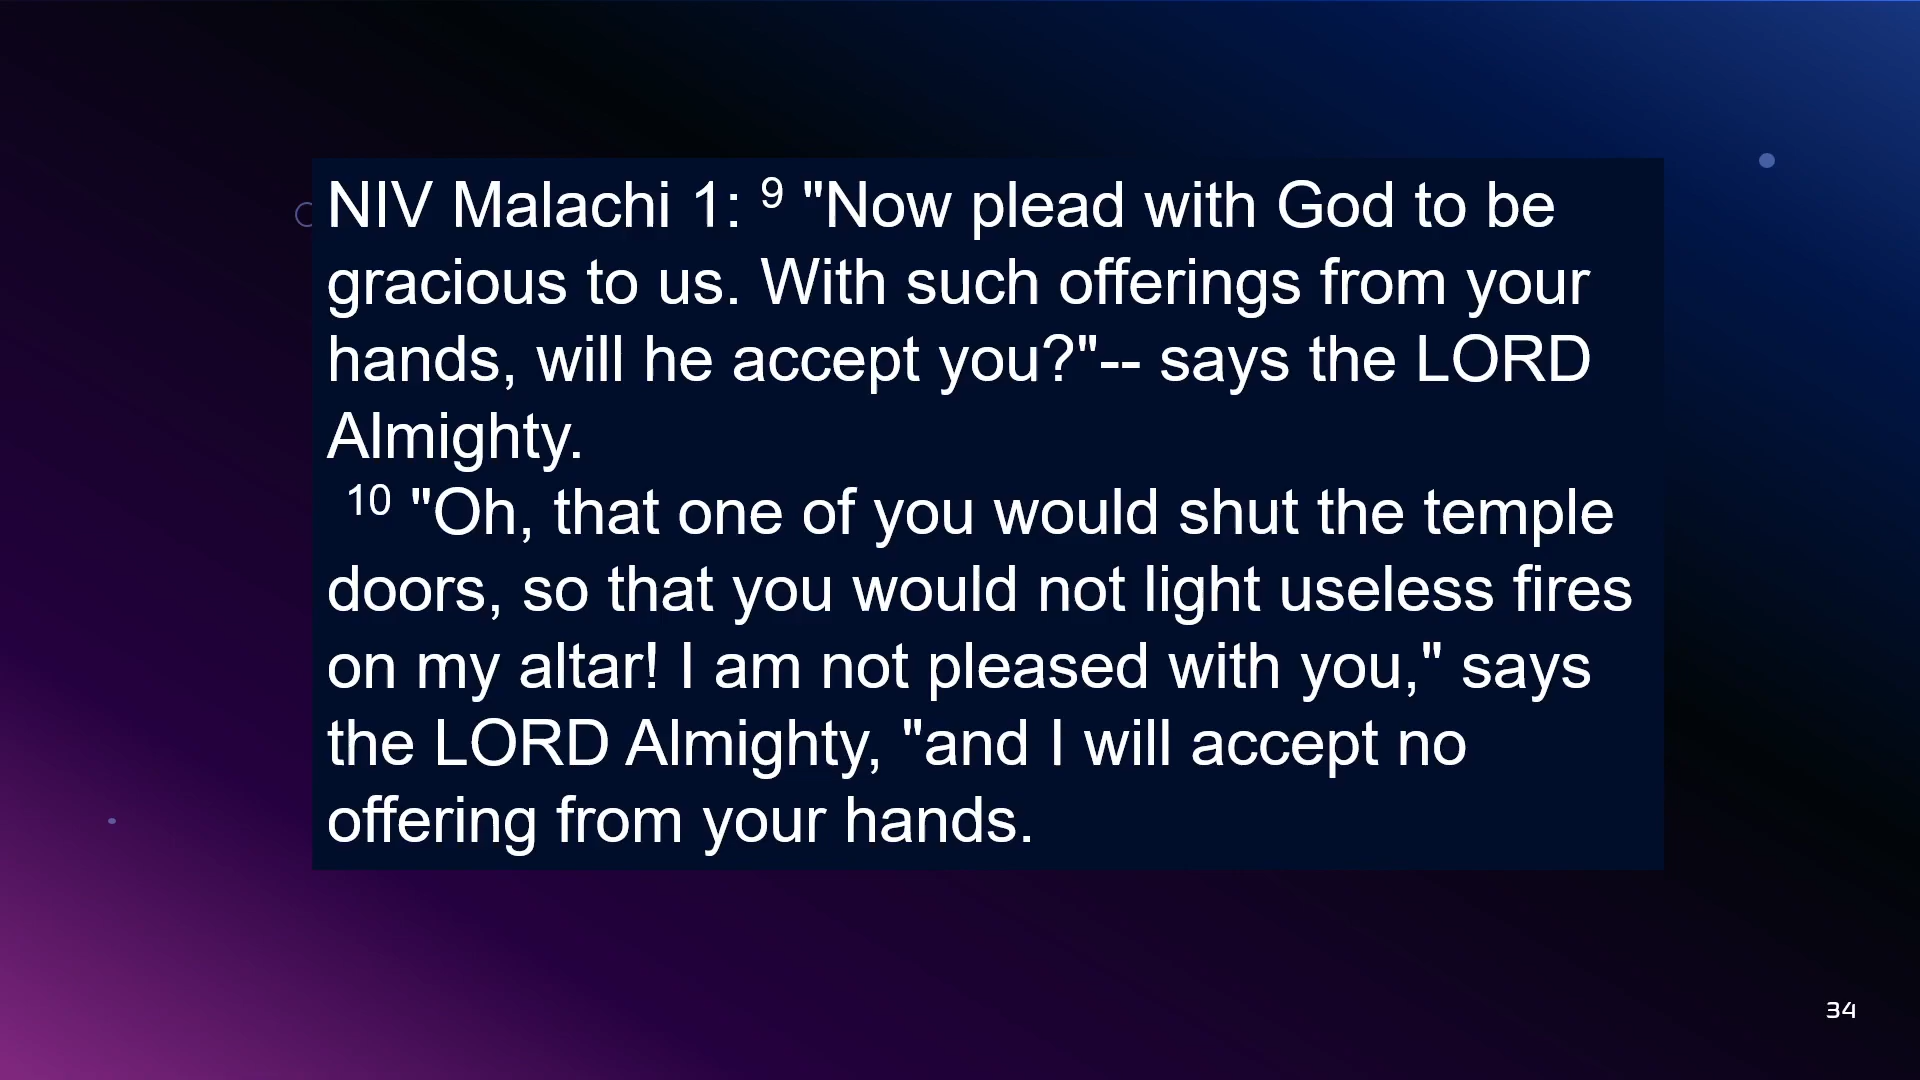 NIV Malachi 1: 9 "Now plead with God to be
gracious to us. With such offerings from your
hands, will he accept you?"-- says the LORD
Almighty.
10 "Oh, that one of you would shut the temple
doors, so that you would not light useless fires
on my altar! I am not pleased with you," says
the LORD Almighty, "and I will accept no
offering from your hands.
34